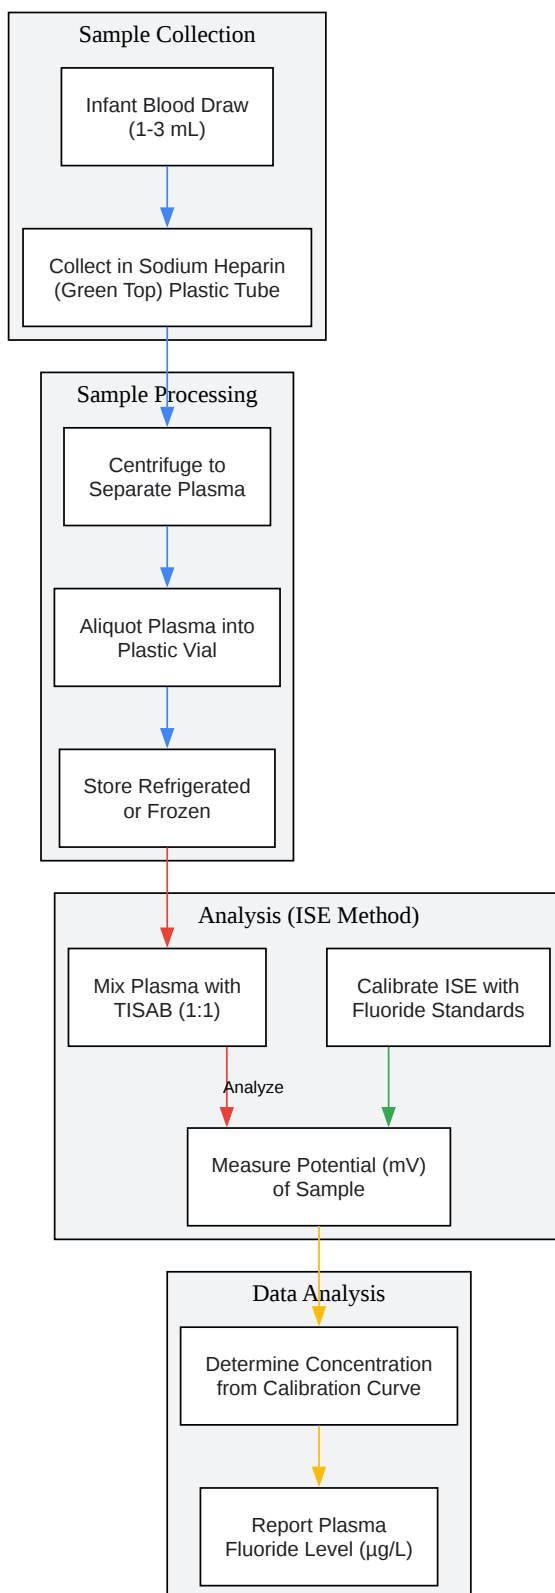 Sample Collection
Infant Blood Draw
(1-3 mL)
Collect in Sodium Heparin
(Green Top) Plastic Tube
Sample Processing
Centrifuge to
Separate Plasma
Aliquot Plasma into
Plastic Vial
Store Refrigerated
or Frozen
Analysis (ISE Method)
Mix Plasma with
TISAB (1:1)
Calibrate ISE with
Fluoride Standards
Analyze
Measure Potential (mV)
of Sample
Data Analysis
Determine Concentration
from Calibration Curve
Report Plasma
Fluoride Level (µg/L)